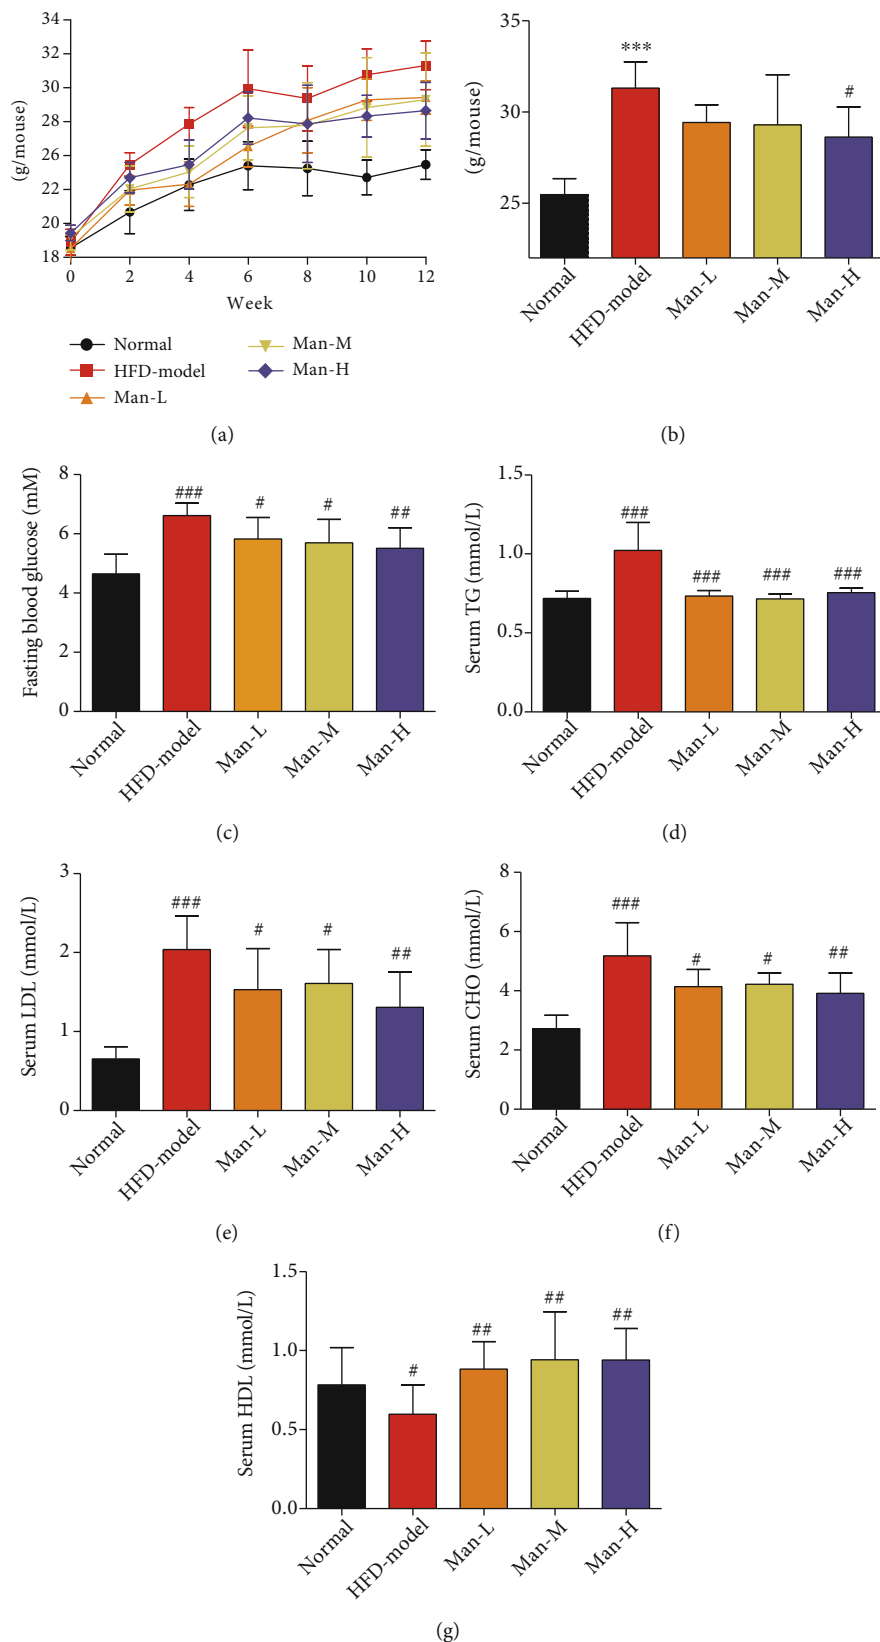 34
32
30
28
26
22
20
18
(g/mouse)
0 2 4 6 8 10 12
Week
Normal
HFD-model
Man-L
Man-M
Man-H
(a)
35
30
25
(g/mouse)
***
#
Normal
HFD-model
Man-L
Man-M
Man-H
(b)
8
6
4
2
0
Fasting blood glucose (mM)
###
#
#
##
Normal
HFD-model
Man-L
Man-M
Man-H
(c)
1.5
1.0
0.5
0.0
Serum TG (mmol/L)
###
###
###
###
Normal
HFD-model
Man-L
Man-M
Man-H
(d)
3
2
1
0
Serum LDL (mmol/L)
###
#
#
##
Normal
HFD-model
Man-L
Man-M
Man-H
(e)
8
6
4
2
0
Serum CHO (mmol/L)
###
#
#
##
Normal
HFD-model
Man-L
Man-M
Man-H
(f)
1.5
1.0
0.5
0.0
Serum HDL (mmol/L)
#
##
##
##
Normal
HFD-model
Man-L
Man-M
Man-H
(g)